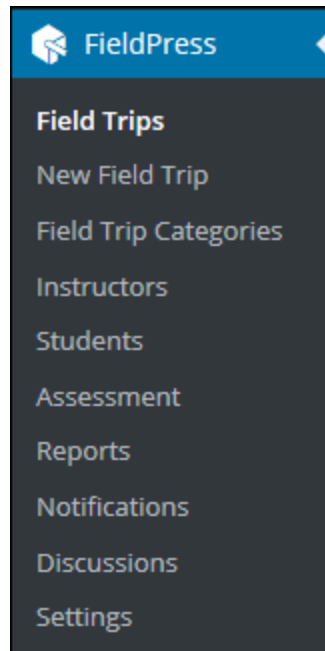 FieldPress
Field Trips
New Field Trip
Field Trip Categories
Instructors
Students
Assessment
Reports
Notifications
Discussions
Settings